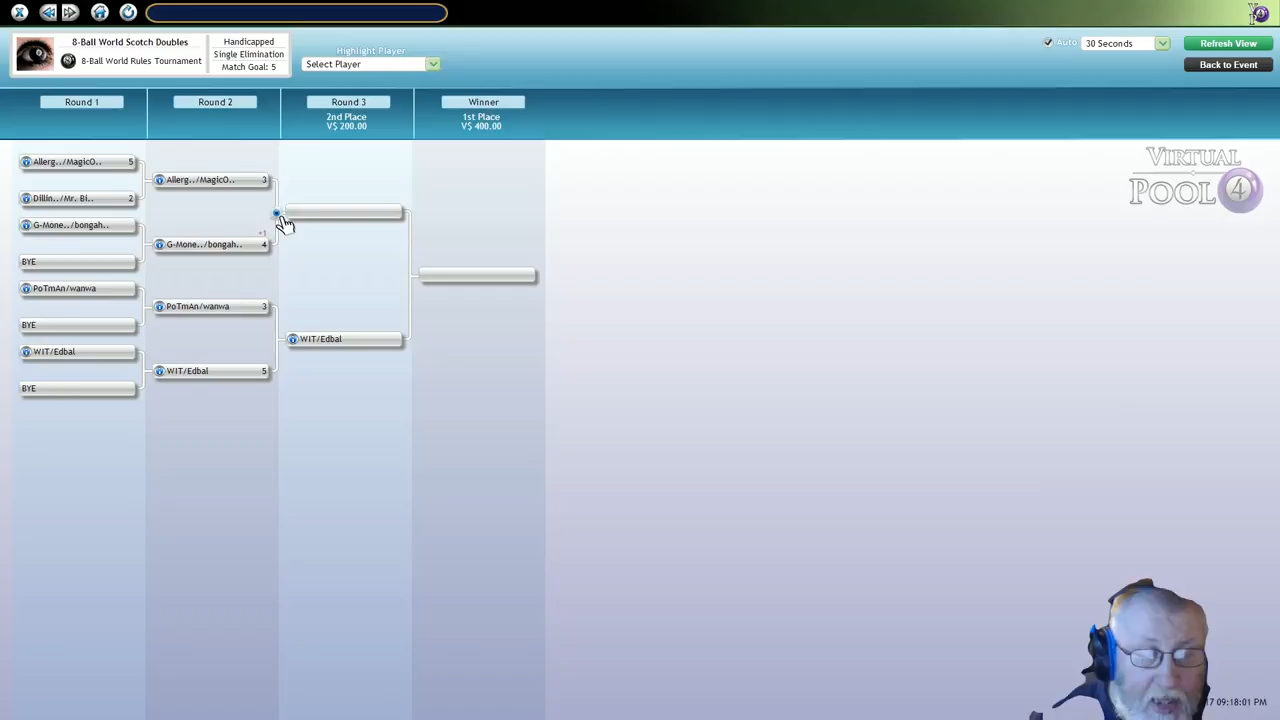 8-Ball World Scotch Doubles
8-Ball World Rules Tournament
Handicapped
Single Elimination
Match Goal: 5
Highlight Player
Select Player
Auto
30 Seconds
Refresh View
Back to Event
Round 1
Round 2
Round 3
2nd Place
V$ 200.00
Winner
1st Place
V$ 400.00
VIRTUAL
POOL 4
Allerg../MagicO.. 5
Dillin../Mr. Bi.. 2
G-Mone../bongah..
BYE
PoTmAn/wanwa
BYE
WIT/Edbal
BYE
Allerg../MagicO.. 3
+1
G-Mone../bongah.. 4
PoTmAn/wanwa 3
WIT/Edbal 5
WIT/Edbal
17 09:18:01 PM